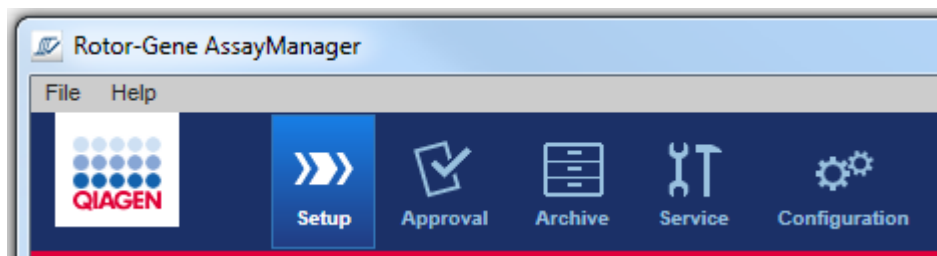 Rotor-Gene AssayManager
File Help
QIAGEN
Setup Approval Archive Service Configuration